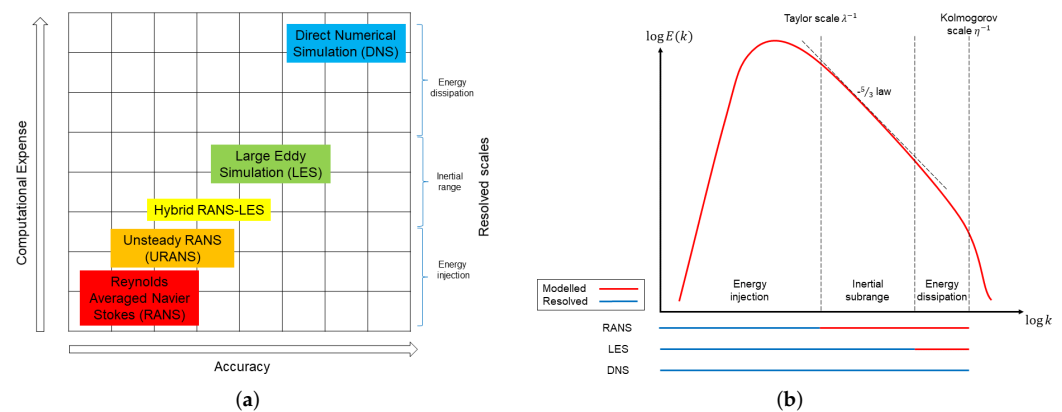 Computational Expense
Direct Numerical
Simulation (DNS)
Large Eddy
Simulation (LES)
Hybrid RANS-LES
Unsteady RANS
(URANS)
Reynolds
Averaged Navier
Stokes (RANS)
Energy
dissipation
Inertial
range
Energy
injection
Resolved scales
Accuracy
(a)
Taylor scale λ⁻¹
Kolmogorov
scale η⁻¹
log E(k)
-5/3 law
Energy
injection
Inertial
subrange
Energy
dissipation
log k
Modelled
Resolved
RANS
LES
DNS
(b)